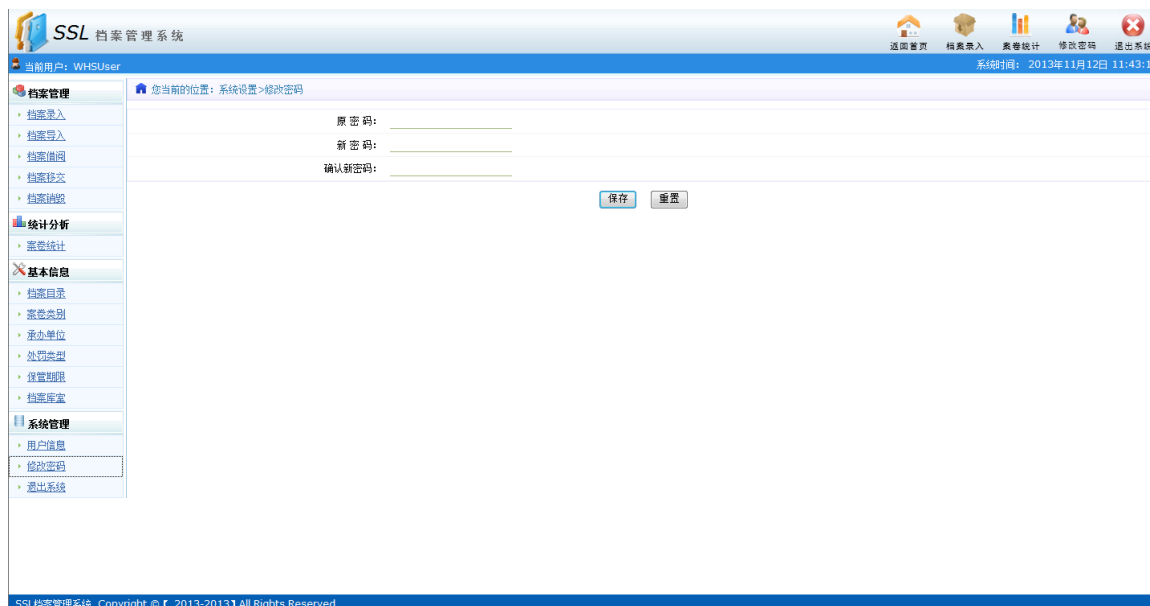 SSL 档案管理系统
返回首页 档案录入 案卷统计 修改密码 退出系统
当前用户: WHSUser
系统时间: 2013年11月12日 11:43:1
档案管理
档案录入
档案导入
档案借阅
档案移交
档案销毁
统计分析
案卷统计
基本信息
档案目录
案卷类别
承办单位
处罚类型
保管期限
档案库室
系统管理
用户信息
修改密码
退出系统
您当前的位置: 系统设置>修改密码
原 密 码:
新 密 码:
确认新密码:
保存 重置
SSL档案管理系统 Copyright ©【 2013-2013】All Rights Reserved